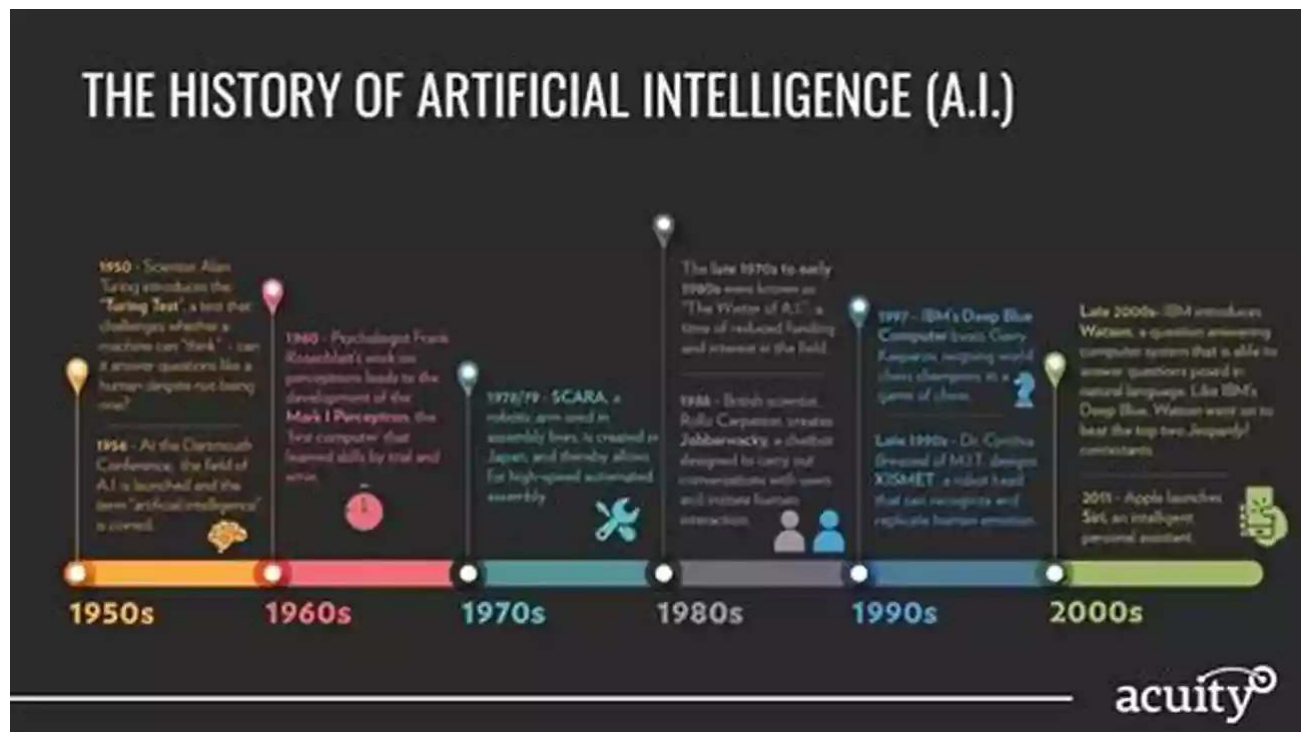 THE HISTORY OF ARTIFICIAL INTELLIGENCE (A.I.)
1950 - Scientist Alan
Turing introduces the
"Turing Test", a test that
challenges whether a
machine can "think" - can
it answer questions like a
human despite not being
one?
1956 - At the Dartmouth
Conference, the field of
A.I. is launched and the
term "artificial intelligence"
is coined.
1960 - Psychologist Frank
Rosenblatt's work on
perceptrons leads to the
development of the
Mark I Perceptron, the
"first computer" that
learned skills by trial and
error.
1978/79 - SCARA, a
robotic arm used in
assembly lines, is created in
Japan, and thereby allows
for high-speed automated
assembly.
The late 1970s to early
1980s were known as
"The Winter of A.I.", a
time of reduced funding
and interest in the field.
1988 - British scientist,
Rollo Carpenter, creates
Jabberwacky, a chatbot
designed to carry out
conversations with users
and imitate human
interaction.
1997 - IBM's Deep Blue
Computer beats Garry
Kasparov, reigning world
chess champion, in a
game of chess.
Late 1990s - Dr. Cynthia
Breazeal of M.I.T. designs
KISMET, a robot head
that can recognize and
replicate human emotion.
Late 2000s- IBM introduces
Watson, a question answering
computer system that is able to
answer questions posed in
natural language. Like IBM's
Deep Blue, Watson went on to
beat the top two Jeopardy!
contestants.
2011 - Apple launches
Siri, an intelligent
personal assistant.
1950s
1960s
1970s
1980s
1990s
2000s
acuity